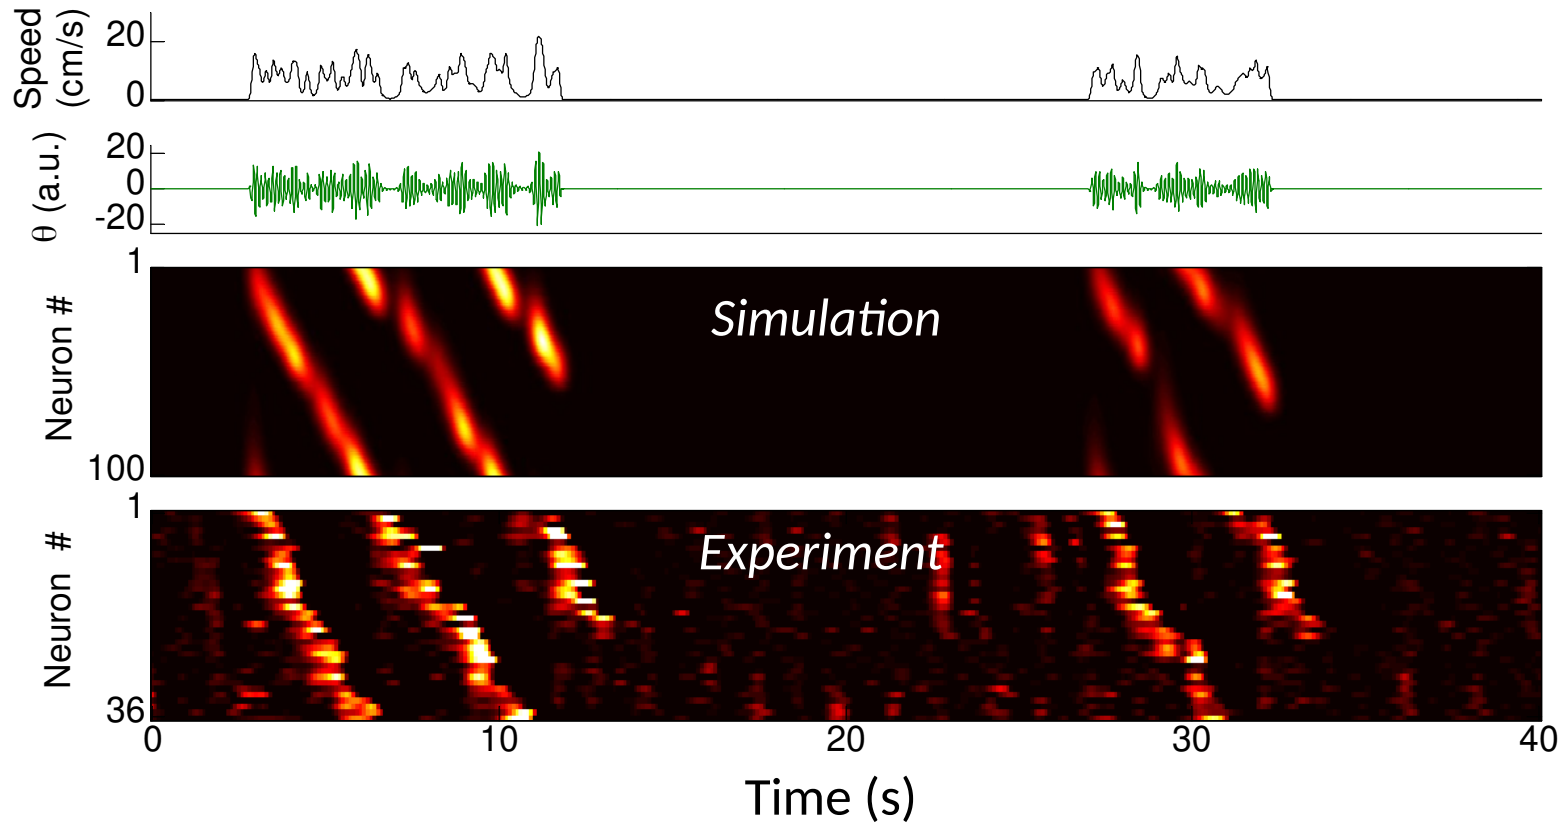 Speed
(cm/s)
20
0
θ (a.u.)
20
0
-20
Neuron #
1
100
Simulation
Neuron #
1
36
Experiment
0 10 20 30 40
Time (s)